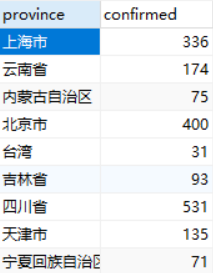 province confirmed
上海市 336
云南省 174
内蒙古自治区 75
北京市 400
台湾 31
吉林省 93
四川省 531
天津市 135
宁夏回族自治区 71